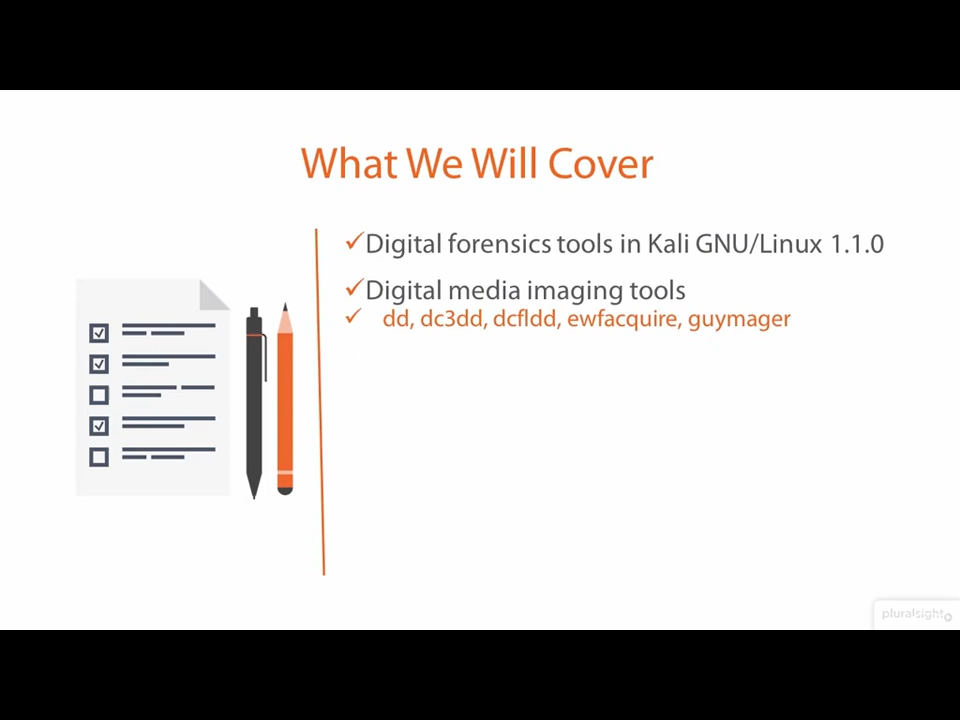 What We Will Cover
✓Digital forensics tools in Kali GNU/Linux 1.1.0
✓Digital media imaging tools
✓ dd, dc3dd, dcfldd, ewfacquire, guymager
pluralsight